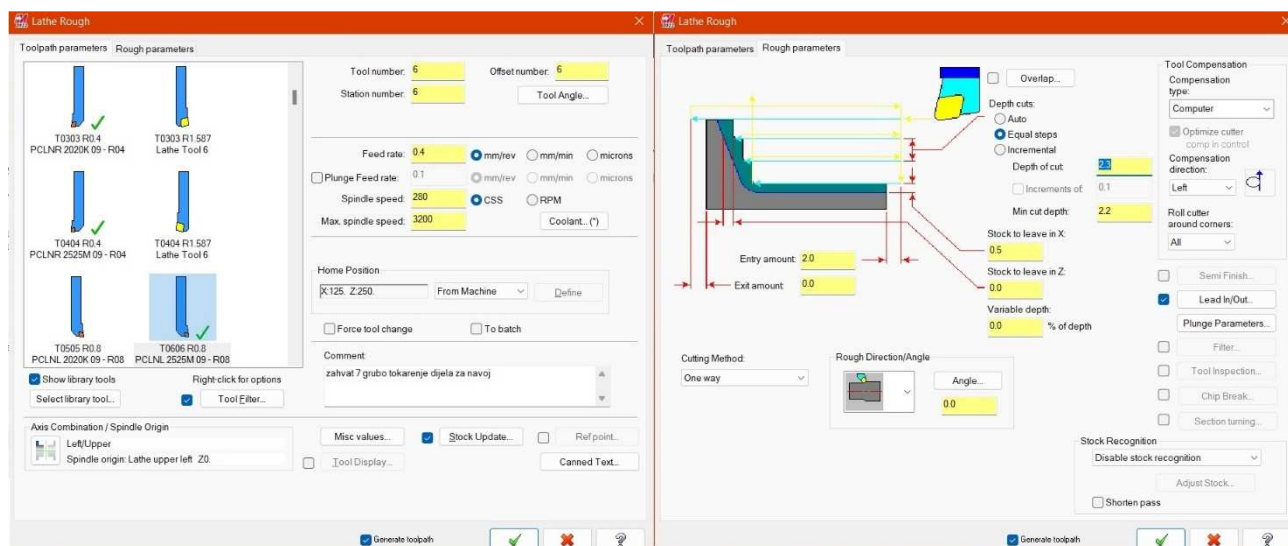 Lathe Rough
Toolpath parameters Rough parameters
T0303 R0.4
PCLNR 2020K 09 - R04
T0303 R1.587
Lathe Tool 6
T0404 R0.4
PCLNR 2525M 09 - R04
T0404 R1.587
Lathe Tool 6
T0505 R0.8
PCLNL 2020K 09 - R08
T0606 R0.8
PCLNL 2525M 09 - R08
Show library tools
Right-click for options
Select library tool...
Tool Filter...
Axis Combination / Spindle Origin
Left/Upper
Spindle origin: Lathe upper left Z0.
Tool number: 6
Offset number: 6
Station number: 6
Tool Angle...
Feed rate: 0.4 mm/rev mm/min microns
Plunge Feed rate: 0.1 mm/rev mm/min microns
Spindle speed: 280 CSS RPM
Max. spindle speed: 3200
Coolant... (*)
Home Position
X:125. Z:250. From Machine Define
Force tool change To batch
Comment:
zahvat 7 grubo tokarenje dijela za navoj
Misc values... Stock Update... Ref point...
Tool Display... Canned Text...
Generate toolpath
Lathe Rough
Toolpath parameters Rough parameters
Overlap...
Depth cuts:
Auto
Equal steps
Incremental
Depth of cut: 2.3
Increments of: 0.1
Min cut depth: 2.2
Stock to leave in X:
0.5
Stock to leave in Z:
0.0
Variable depth:
0.0 % of depth
Entry amount: 2.0
Exit amount: 0.0
Cutting Method:
One way
Rough Direction/Angle
Angle...
0.0
Tool Compensation
Compensation
type:
Computer
Optimize cutter
comp in control
Compensation
direction:
Left
Roll cutter
around corners:
All
Semi Finish...
Lead In/Out...
Plunge Parameters...
Filter...
Tool Inspection...
Chip Break...
Section turning...
Stock Recognition
Disable stock recognition
Adjust Stock...
Shorten pass
Generate toolpath